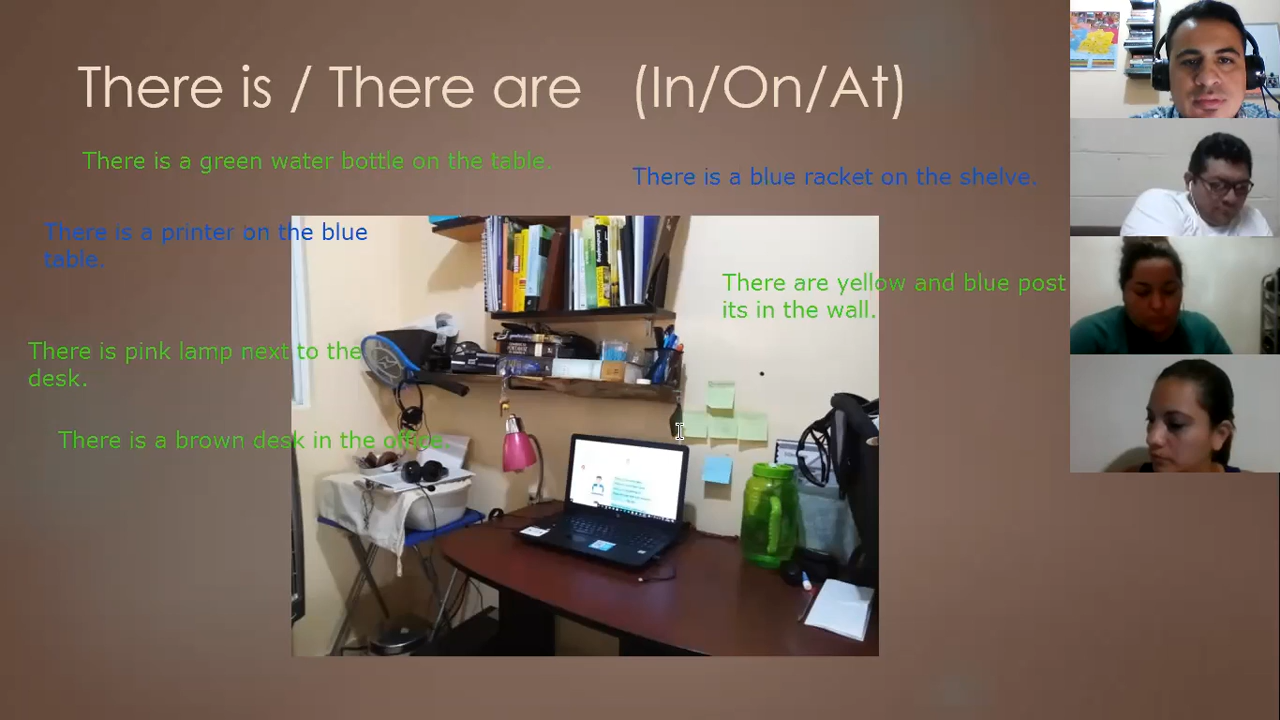 There is / There are (In/On/At)
There is a green water bottle on the table.
There is a blue racket on the shelve.
There is a printer on the blue
table.
There are yellow and blue post
its in the wall.
There is pink lamp next to the
desk.
There is a brown desk in the office.